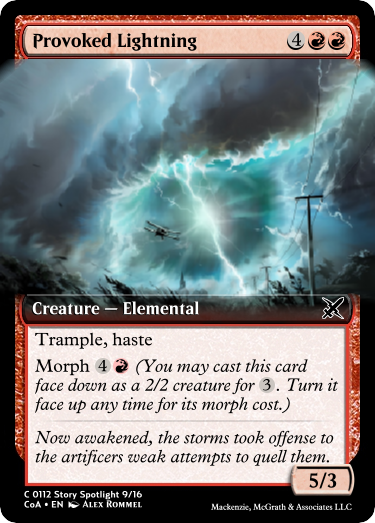 Provoked Lightning 4
Creature — Elemental
Trample, haste
Morph 4 (You may cast this card
face down as a 2/2 creature for 3. Turn it
face up any time for its morph cost.)
Now awakened, the storms took offense to
the artificers weak attempts to quell them.
5/3
C 0112 Story Spotlight 9/16
CoA • EN Alex Rommel
Mackenzie, McGrath & Associates LLC